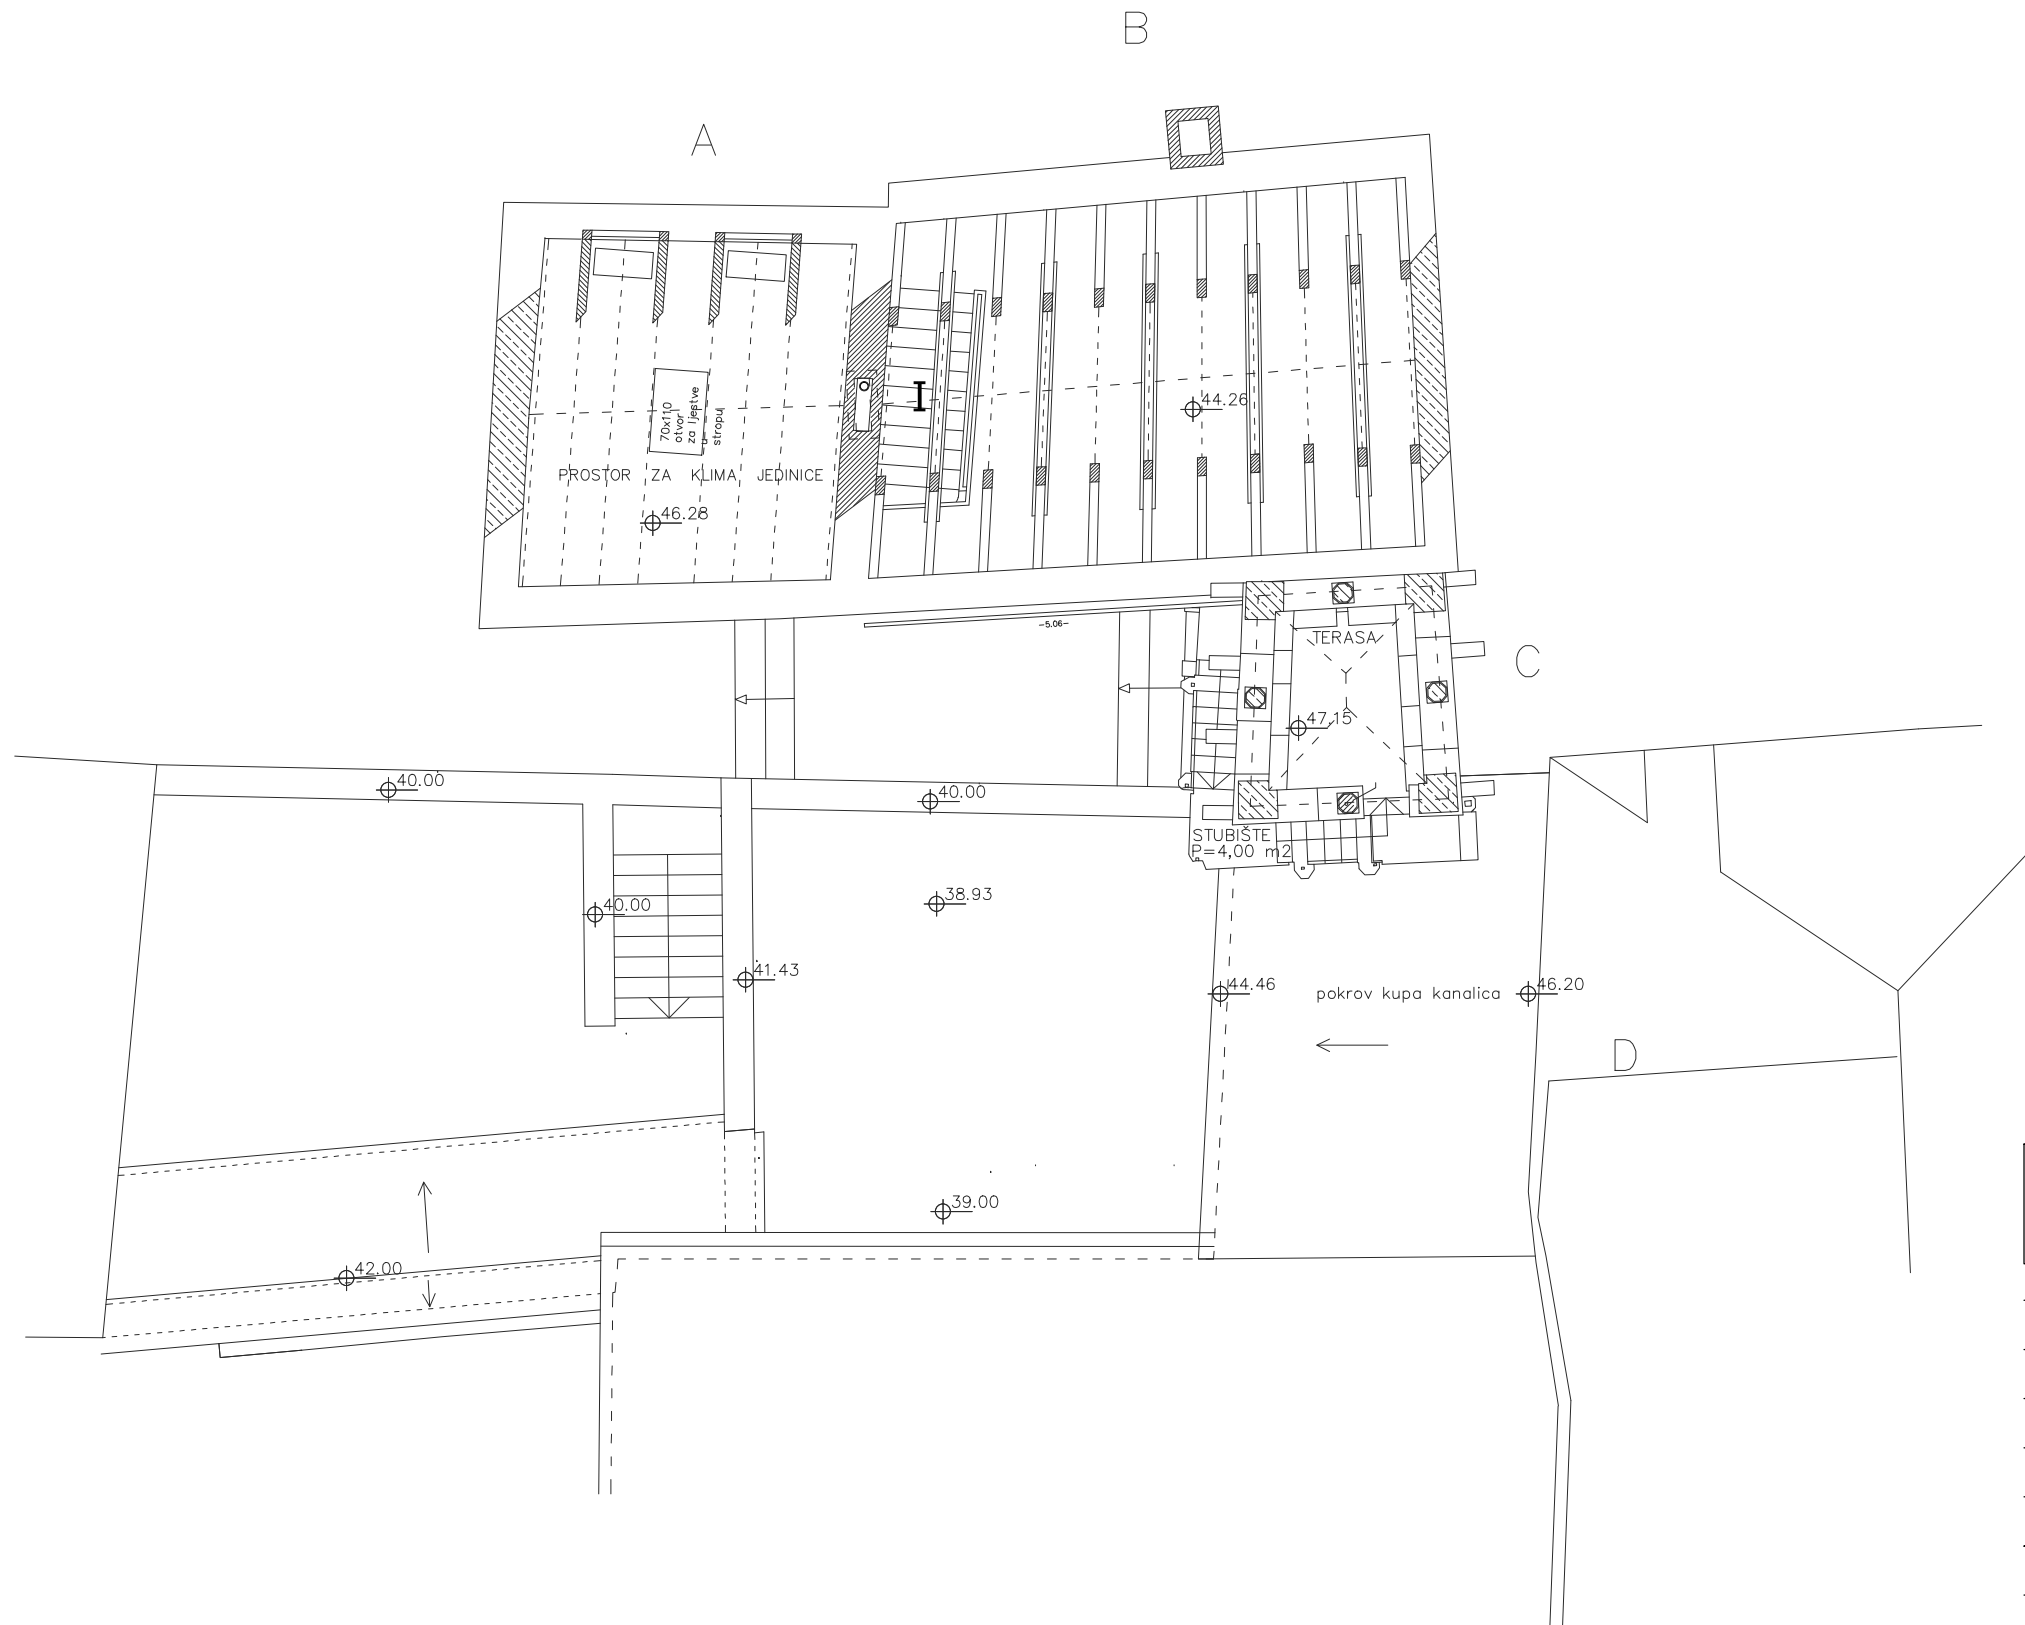 B
A
I
44.26
70x110
otvor
za ljestve
u
stropu
PROSTOR ZA KLIMA JEDINICE
46.28
-5.06-
TERASA
C
47.15
40.00
40.00
STUBIŠTE
P=4,00 m2
38.93
40.00
41.43
44.46
pokrov kupa kanalica
46.20
D
39.00
42.00